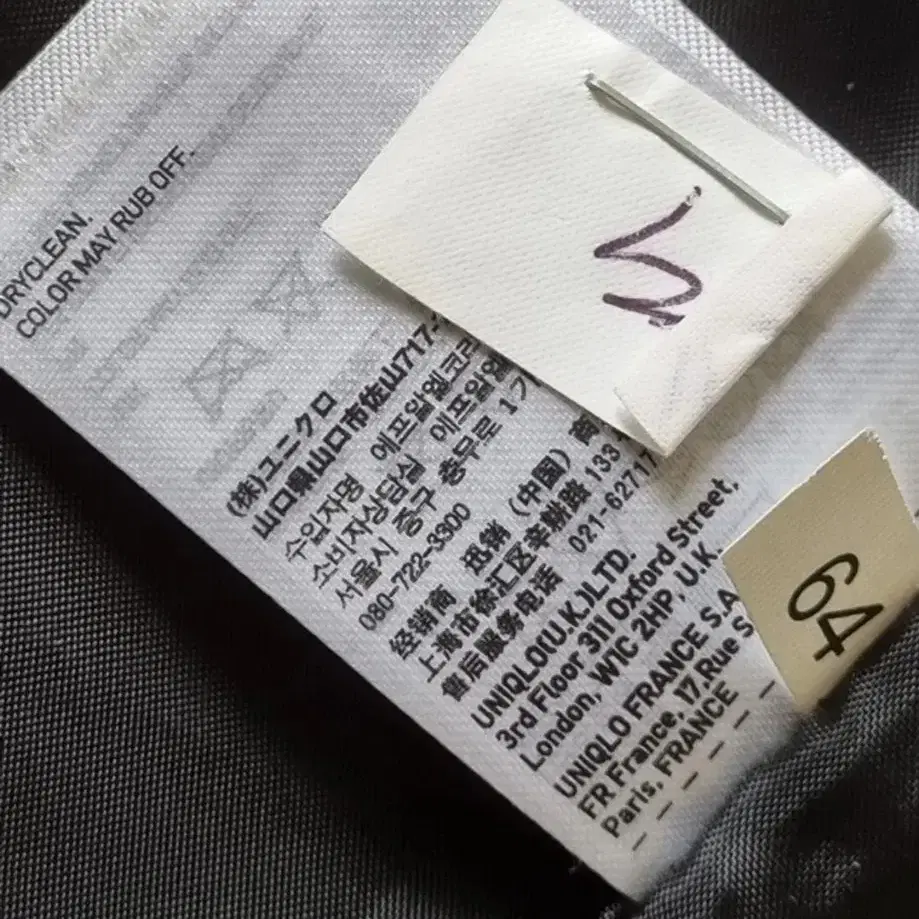 DRYCLEAN.
COLOR MAY RUB OFF.
(株)ユニクロ
山口県山口市佐山717-
수입자명 에프알엘코리
소비자상담실 에프알엘
서울시 중구 충무로 1가
080-722-3300
经销商 迅销 (中国) 商
上海市徐汇区辛耕路 133
售后服务电话 021-62717
UNIQLO(U.K.)LTD.
3rd Floor 311 Oxford Street,
London, W1C 2HP, U.K.
UNIQLO FRANCE S.A
FR France, 17,Rue S
Paris, FRANCE
64